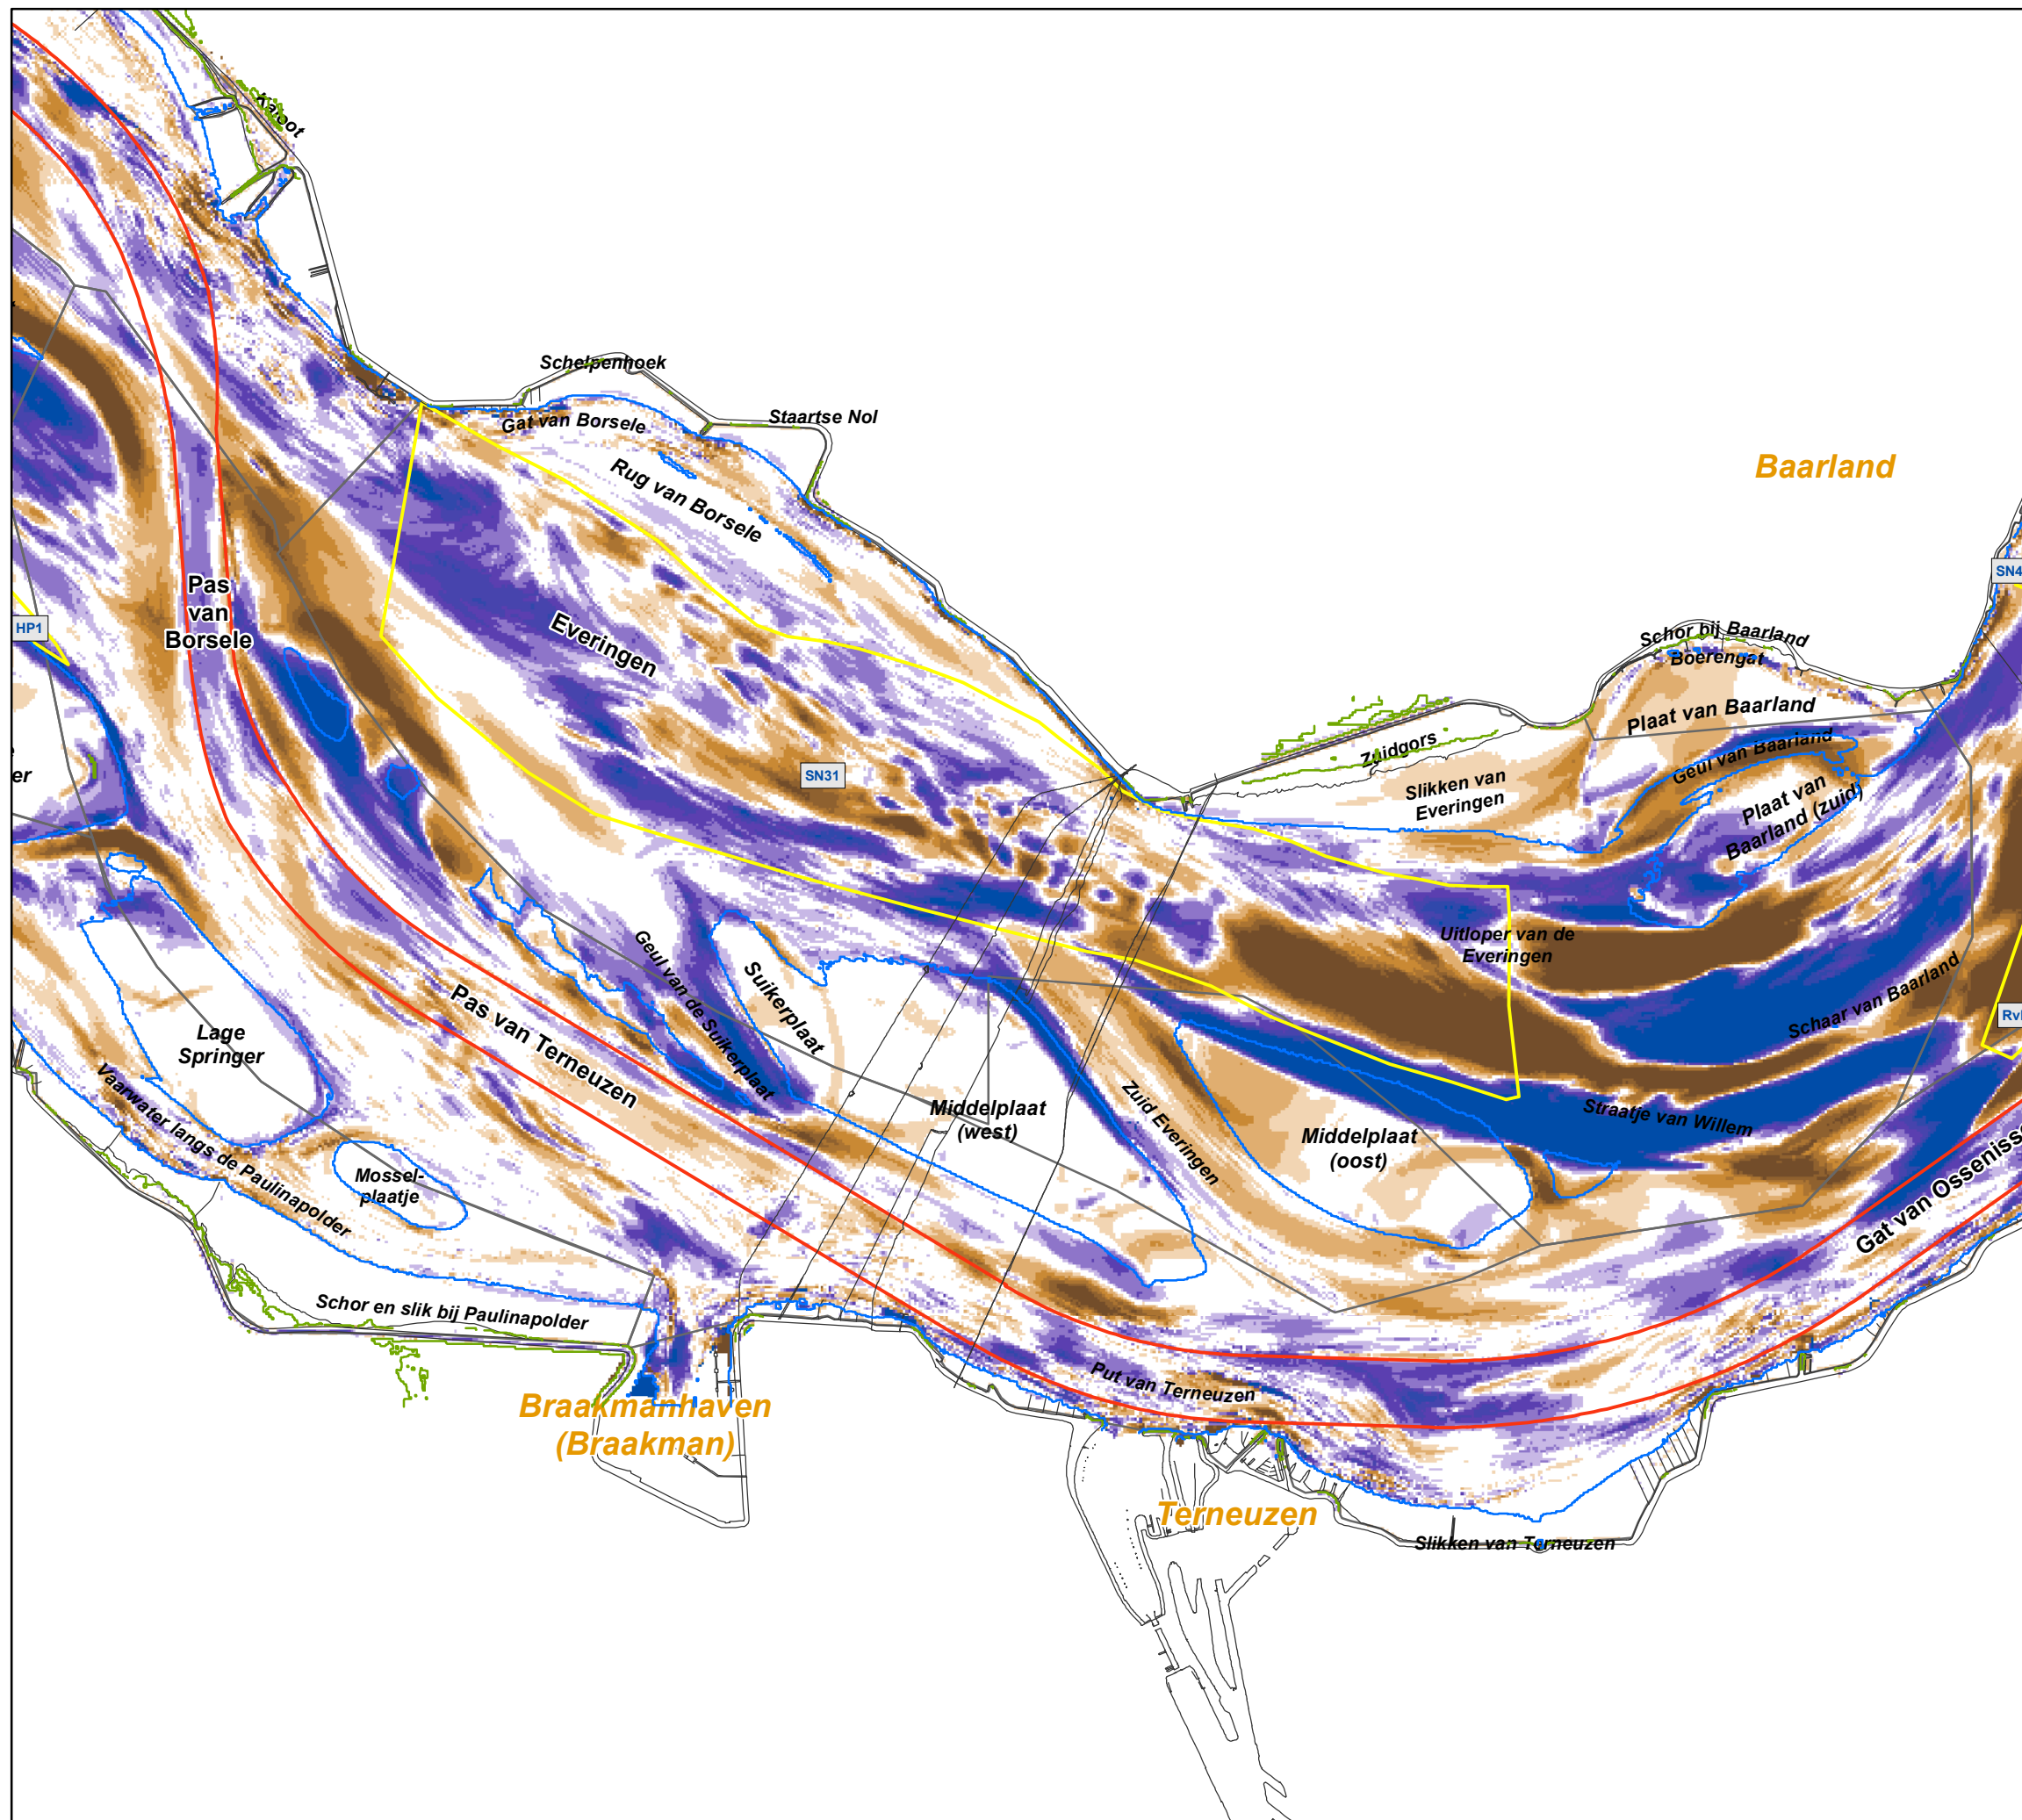 Kaloot
Schelpenhoek
Staartse Nol
Gat van Borsele
Rug van Borsele
Baarland
SN4
Pas
van
Borsele
HP1
Everingen
Schor bij Baarland
Boerengat
Plaat van Baarland
Geul van Baarland
Zuidgors
er
SN31
Slikken van
Everingen
Plaat van
Baarland (zuid)
Uitloper van de
Everingen
Geul van de Suikerplaat
Suikerplaat
Schaar van Baarland
RvB
Lage
Springer
Pas van Terneuzen
Vaarwater langs de Paulinapolder
Middelplaat
(west)
Zuid Everingen
Middelplaat
(oost)
Straatje van Willem
Mossel-
plaatje
Gat van Ossenisse
Schor en slik bij Paulinapolder
Put van Terneuzen
Braakmanhaven
(Braakman)
Terneuzen
Slikken van Terneuzen